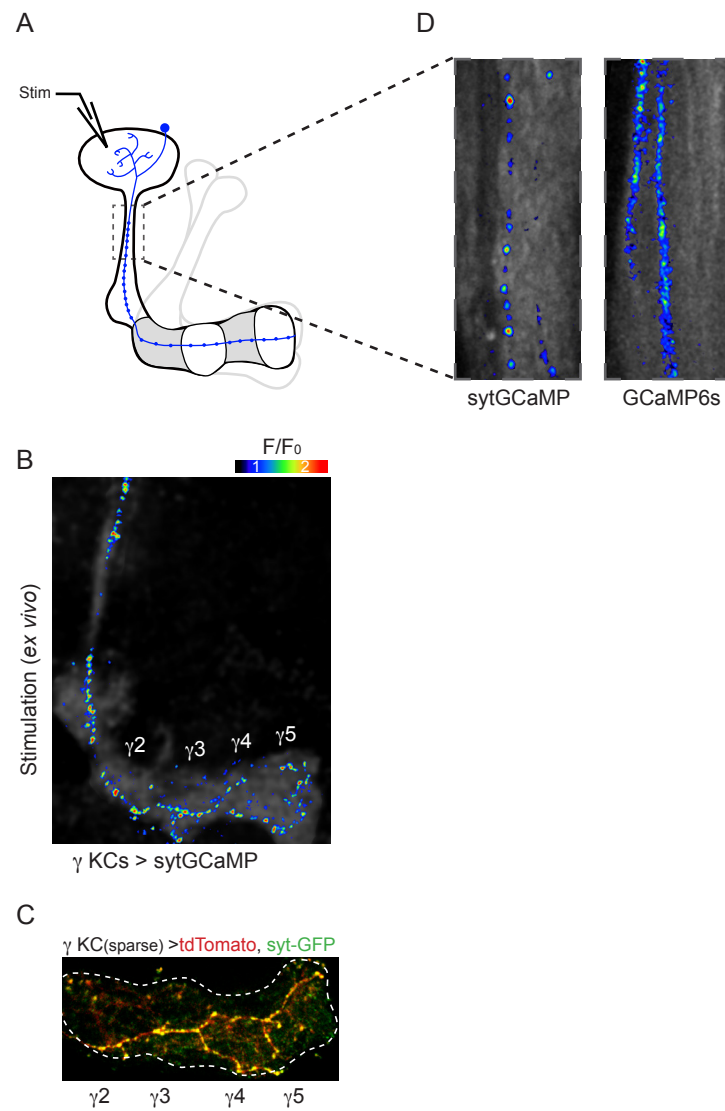 A
D
Stim
sytGCaMP
GCaMP6s
B
F/F₀
1 2
Stimulation (ex vivo)
γ2 γ3 γ4 γ5
γ KCs > sytGCaMP
C
γ KC(sparse) >tdTomato, syt-GFP
γ2 γ3 γ4 γ5